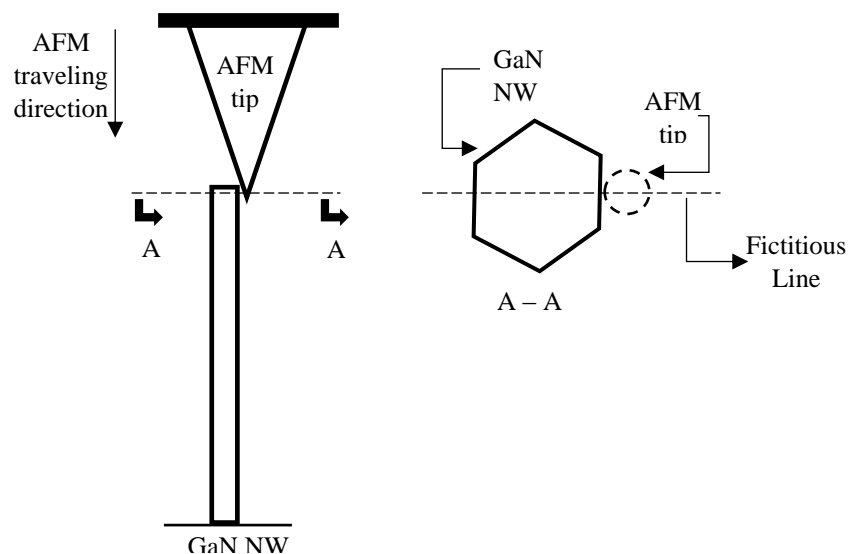 AFM
traveling
direction
AFM
tip
A
A
GaN NW
GaN
NW
AFM
tip
Fictitious
Line
A – A